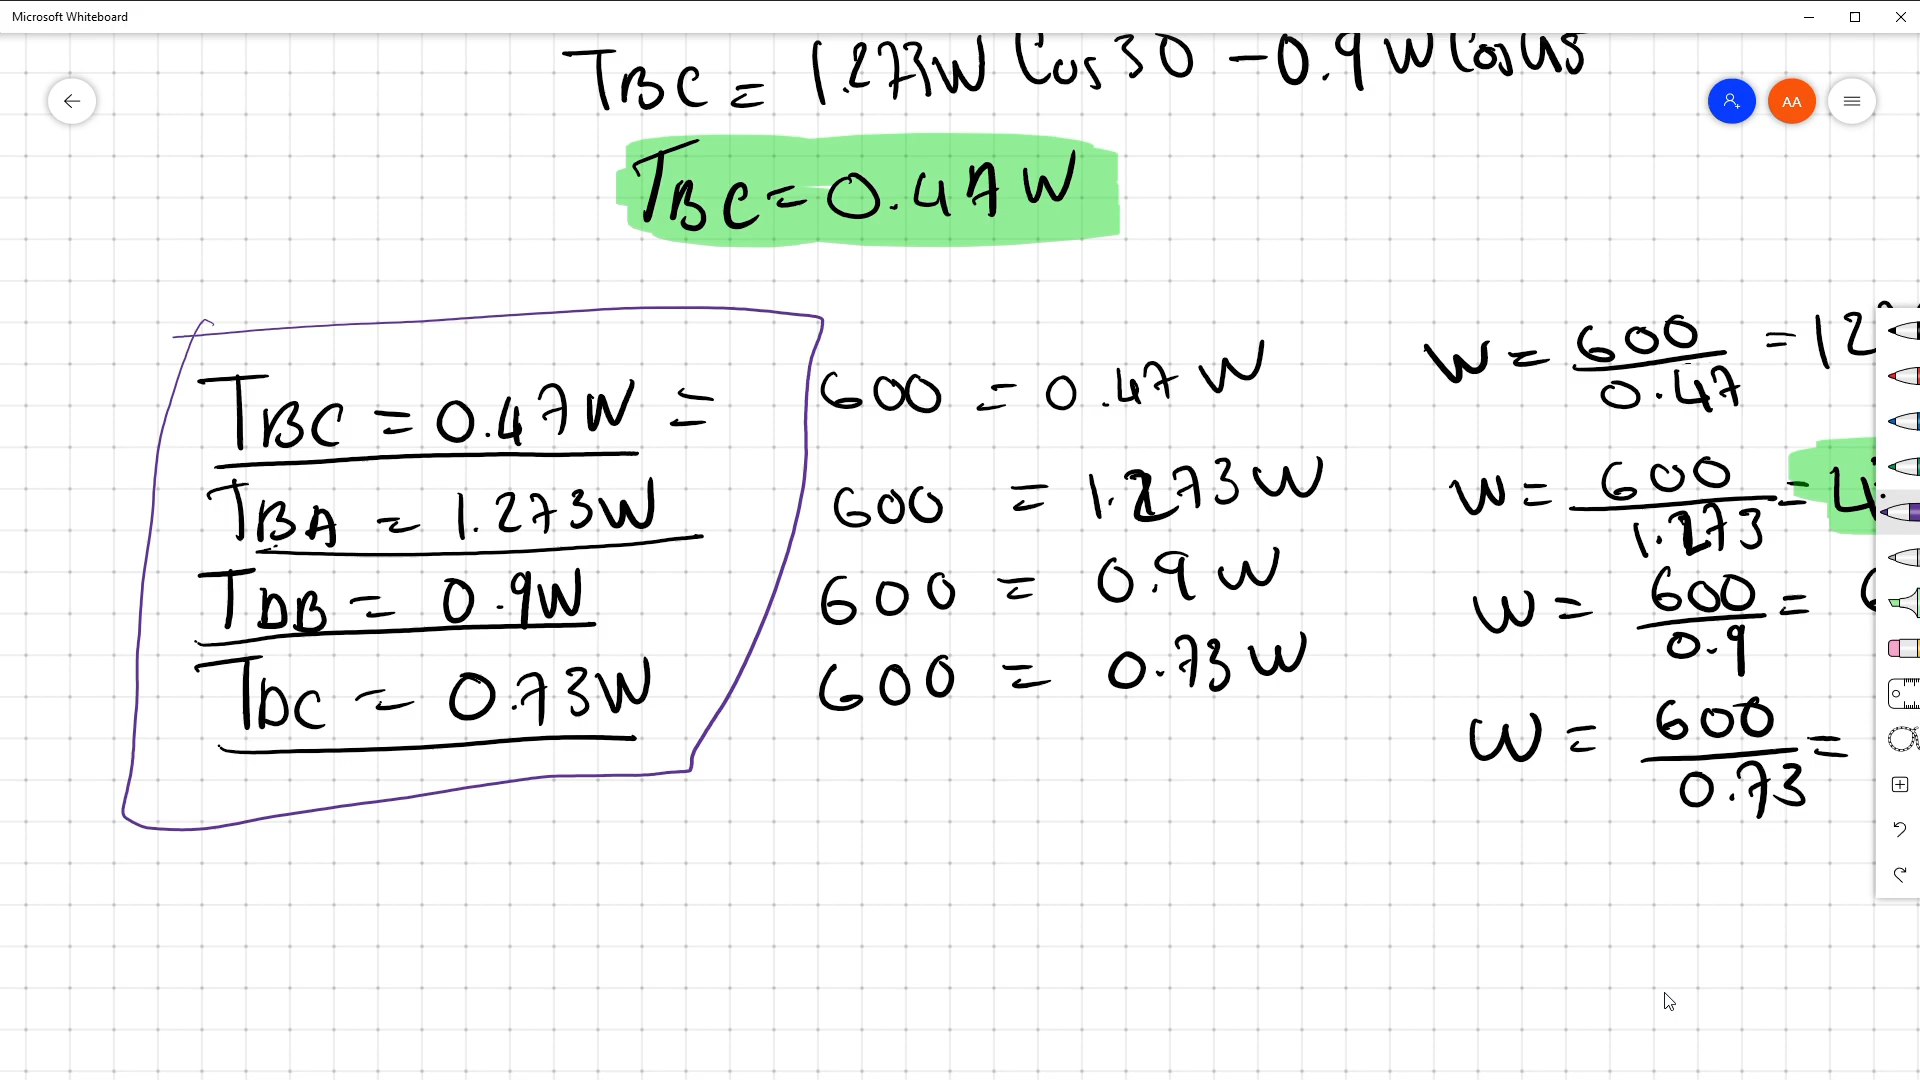 Microsoft Whiteboard
TBC = 1.273W Cos30 - 0.9W Cos45
AA
TBC = 0.47W
TBC = 0.47W =
600 = 0.47W
W = 600/0.47 = 12
TBA = 1.273W
600 = 1.273W
W = 600/1.273 = 4
TDB = 0.9W
600 = 0.9W
W = 600/0.9 =
TDC = 0.73W
600 = 0.73W
W = 600/0.73 =